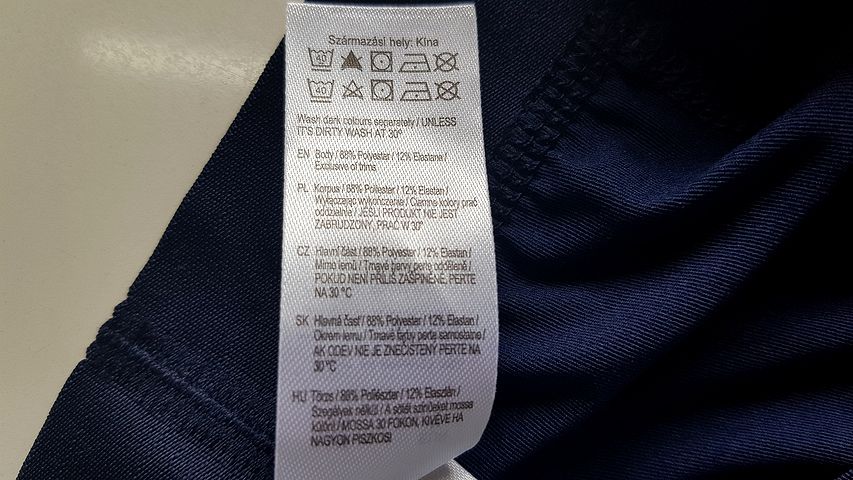 Származási hely: Kína
40
40
Wash dark colours separately / UNLESS
IT'S DIRTY WASH AT 30°
EN Body / 88% Polyester / 12% Elastane /
Exclusive of trims
PL Korpus / 88% Poliester / 12% Elastan /
Wyłączając wykończenie / Ciemne kolory prać
oddzialnie / JEŚLI PRODUKT NIE JEST
ZABRUDZONY, PRAĆ W 30°
CZ Hlavní část / 88% Polyester / 12% Elastan /
Mimo lemů / Tmavé barvy perte odděleně /
POKUD NENÍ PŘÍLIŠ ZAŠPINĚNÉ, PERTE
NA 30 °C
SK Hlavná časť / 88% Polyester / 12% Elastan /
Okrem lemu / Tmavé farby perte samostatne /
AK ODEV NIE JE ZNEČISTENÝ PERTE NA
30 °C
HU Törzs / 88% Poliészter / 12% Elasztán /
Szegélyek nélkül / A sötét színűeket mossa
külön! / MOSSA 30 FOKON, KIVÉVE HA
NAGYON PISZKOS!